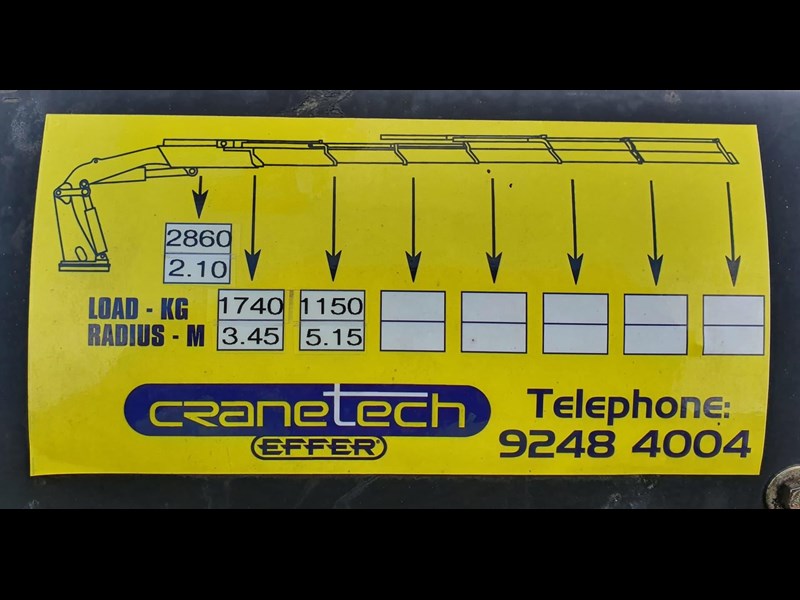 2860
2.10
LOAD - KG 1740 1150
RADIUS - M 3.45 5.15
cranetech
EFFER
Telephone:
9248 4004